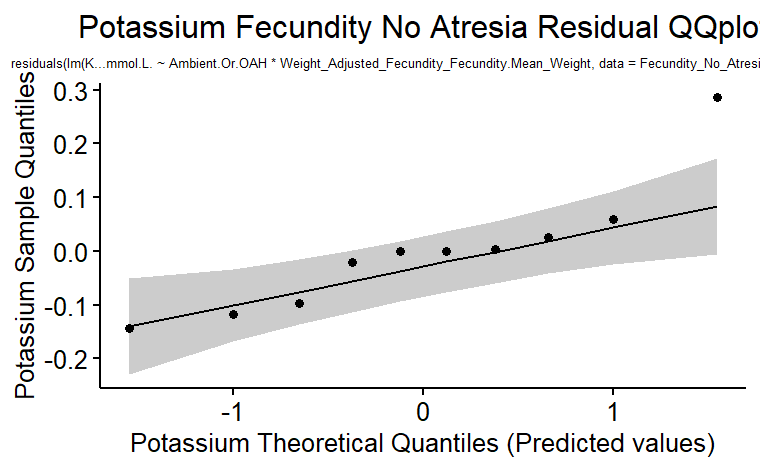 Potassium Fecundity No Atresia Residual QQplo
residuals(lm(K...mmol.L. ~ Ambient.Or.OAH * Weight_Adjusted_Fecundity_Fecundity.Mean_Weight, data = Fecundity_No_Atresi
Potassium Sample Quantiles
0.3
0.2
0.1
0.0
-0.1
-0.2
-1
0
1
Potassium Theoretical Quantiles (Predicted values)